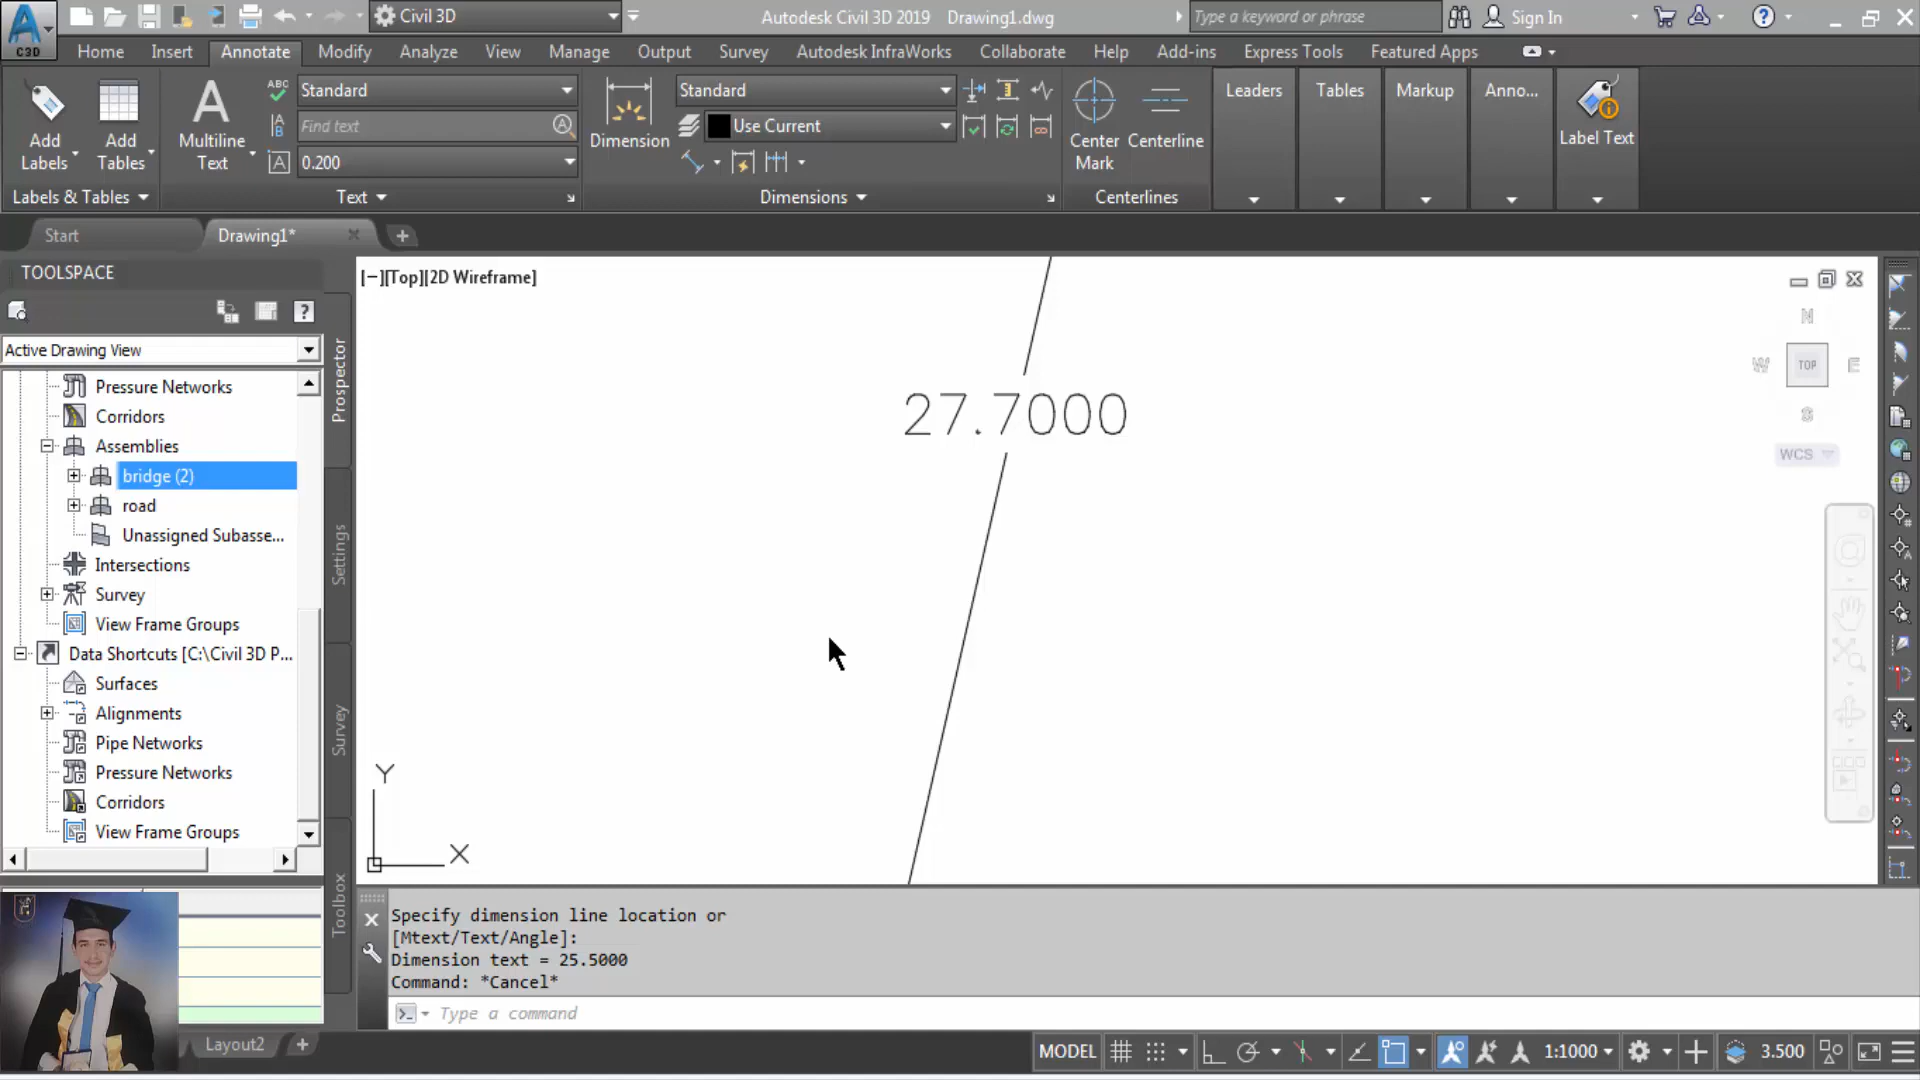 C3D
Civil 3D
Autodesk Civil 3D 2019 Drawing1.dwg
Type a keyword or phrase
Sign In
Home Insert Annotate Modify Analyze View Manage Output Survey Autodesk InfraWorks Collaborate Help Add-ins Express Tools Featured Apps
Add Labels
Add Tables
Labels & Tables
Multiline Text
Standard
Find text
0.200
Text
Dimension
Standard
Use Current
Dimensions
Center Mark
Centerline
Centerlines
Leaders
Tables
Markup
Anno...
Label Text
Start
Drawing1*
TOOLSPACE
Active Drawing View
Pressure Networks
Corridors
Assemblies
bridge (2)
road
Unassigned Subasse...
Intersections
Survey
View Frame Groups
Data Shortcuts [C:\Civil 3D P...
Surfaces
Alignments
Pipe Networks
Pressure Networks
Corridors
View Frame Groups
Prospector
Settings
Survey
Toolbox
[−][Top][2D Wireframe]
27.7000
N
W TOP E
S
WCS
Y
X
Specify dimension line location or
[Mtext/Text/Angle]:
Dimension text = 25.5000
Command: *Cancel*
Type a command
Layout2
MODEL
1:1000
3.500